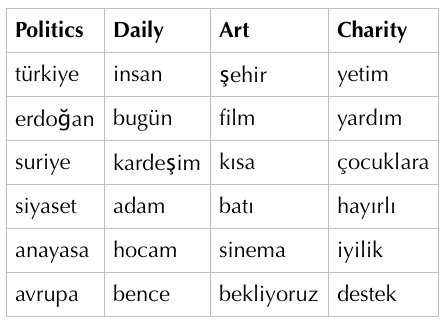 Politics Daily Art Charity
türkiye insan şehir yetim
erdoğan bugün film yardım
suriye kardeşim kısa çocuklara
siyaset adam batı hayırlı
anayasa hocam sinema iyilik
avrupa bence bekliyoruz destek